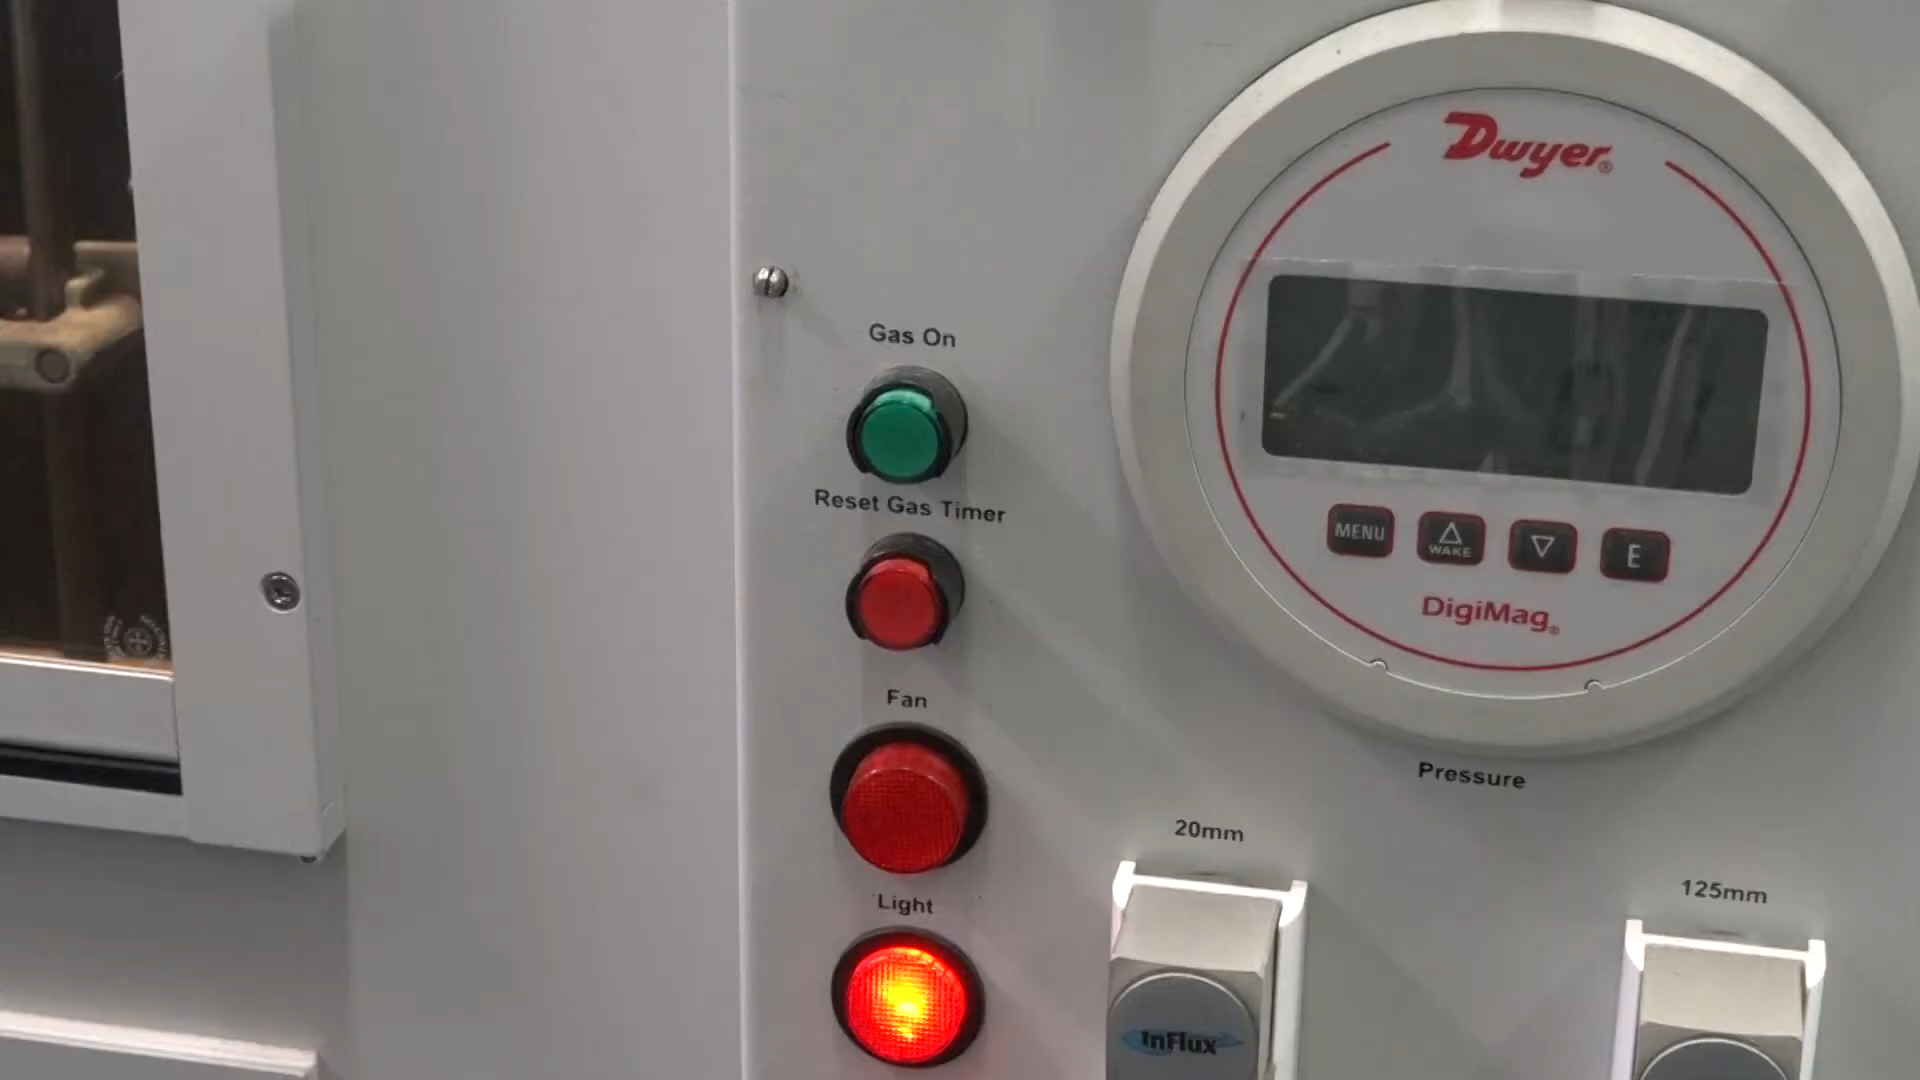 Dwyer®
Gas On
Reset Gas Timer
MENU
WAKE
E
DigiMag®
Fan
Pressure
20mm
125mm
Light
InFlux